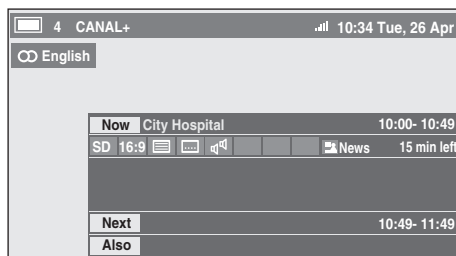 4 CANAL+ 10:34 Tue, 26 Apr
English
Now City Hospital 10:00- 10:49
SD 16:9 News 15 min left
Next 10:49- 11:49
Also